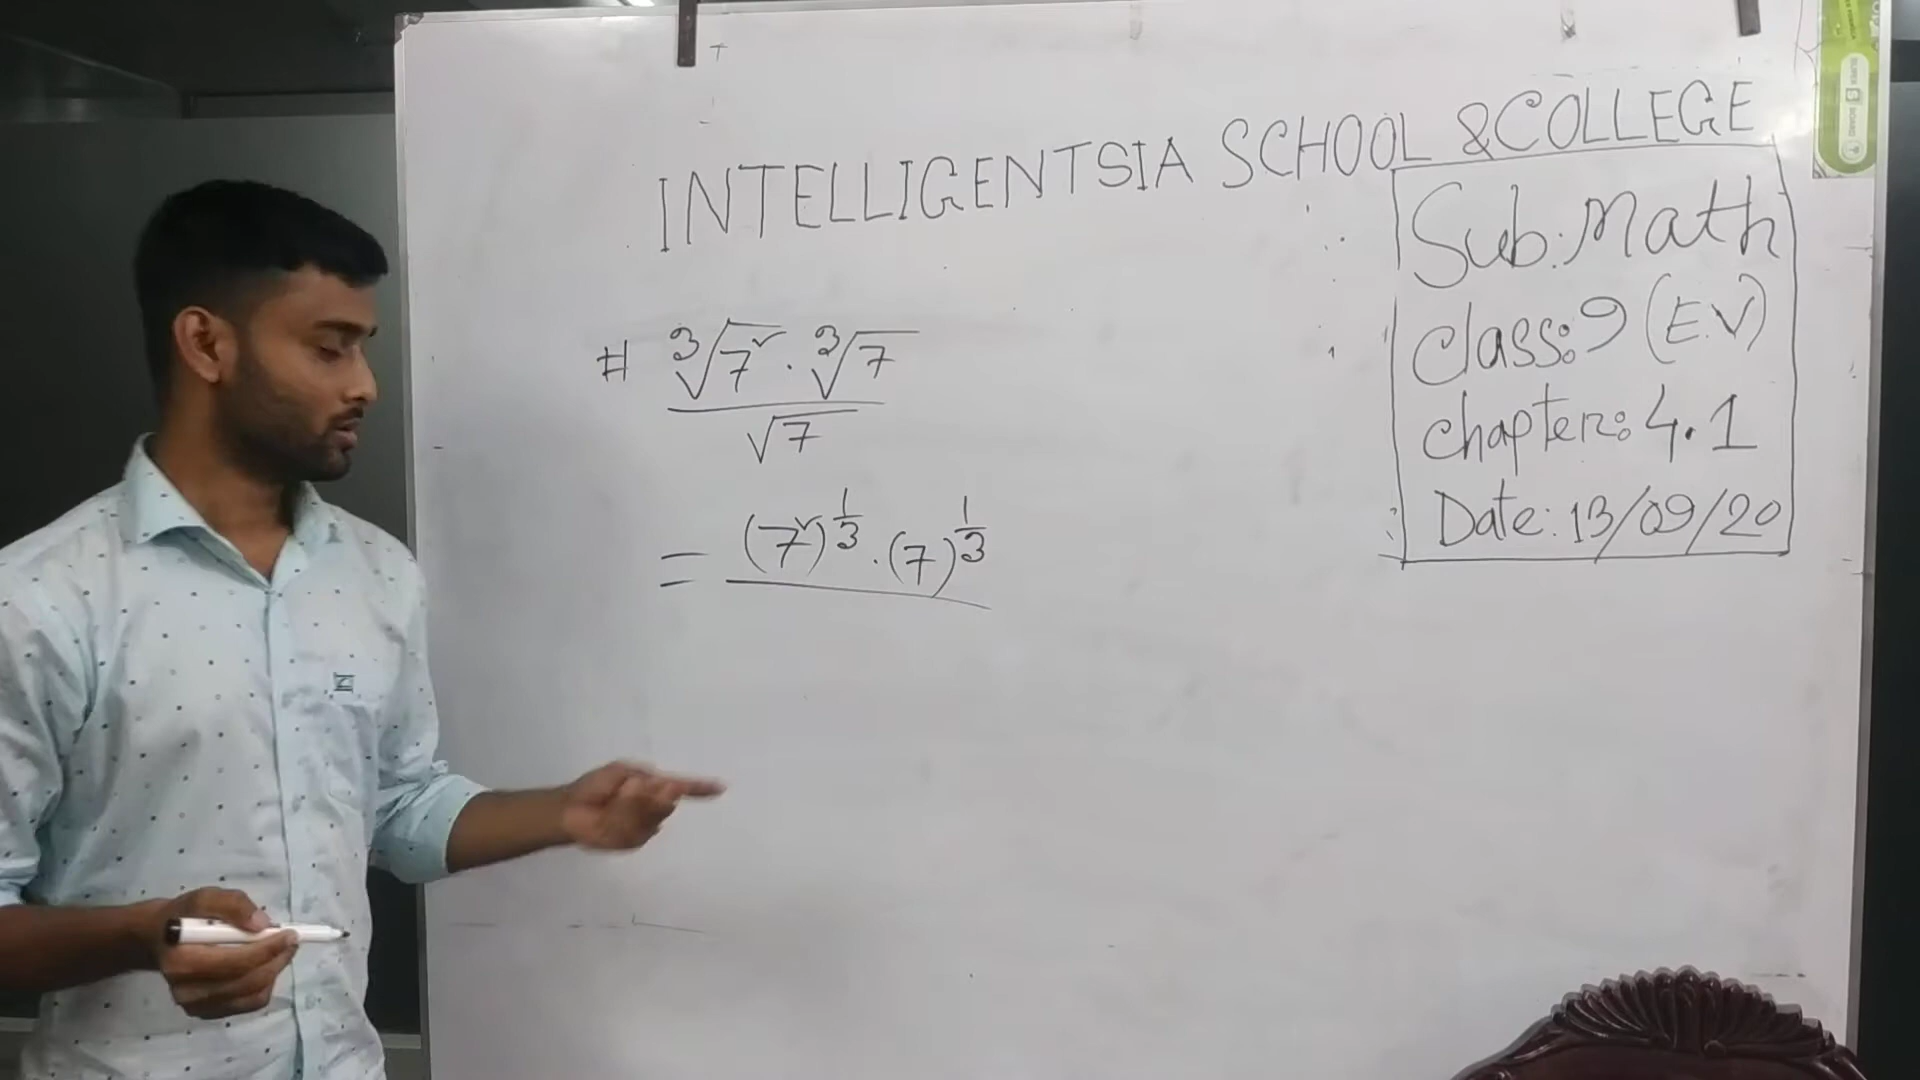 INTELLIGENTSIA SCHOOL & COLLEGE
Sub: Math
Class: 9 (E.V)
Chapter: 4.1
Date: 13/09/20
# ∛7² · ∛7
√7
= (7²)^1/3 · (7)^1/3